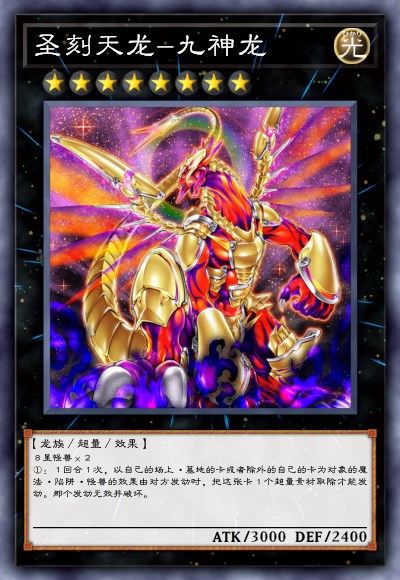 圣刻天龙-九神龙
光
【龙族／超量／效果】
8星怪兽×2
①：1回合1次，以自己的场上·墓地的卡或者除外的自己的卡为对象的魔
法·陷阱·怪兽的效果由对方发动时，把这张卡1个超量素材取除才能发
动。那个发动无效并破坏。
ATK/3000 DEF/2400